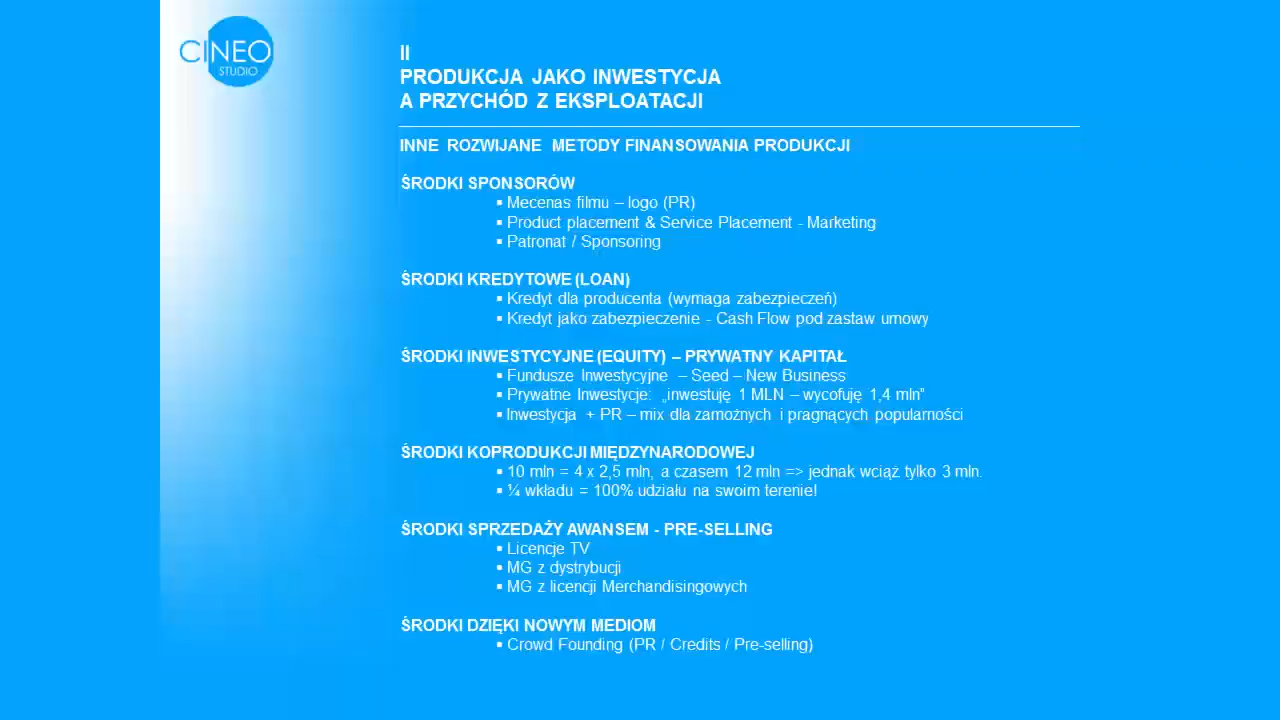 CINEO
STUDIO
II
PRODUKCJA JAKO INWESTYCJA
A PRZYCHÓD Z EKSPLOATACJI
INNE ROZWIJANE METODY FINANSOWANIA PRODUKCJI
ŚRODKI SPONSORÓW
▪ Mecenas filmu – logo (PR)
▪ Product placement & Service Placement - Marketing
▪ Patronat / Sponsoring
ŚRODKI KREDYTOWE (LOAN)
▪ Kredyt dla producenta (wymaga zabezpieczeń)
▪ Kredyt jako zabezpieczenie - Cash Flow pod zastaw umowy
ŚRODKI INWESTYCYJNE (EQUITY) – PRYWATNY KAPITAŁ
▪ Fundusze Inwestycyjne – Seed – New Business
▪ Prywatne Inwestycje: „inwestuję 1 MLN – wycofuję 1,4 mln”
▪ Inwestycja + PR – mix dla zamożnych i pragnących popularności
ŚRODKI KOPRODUKCJI MIĘDZYNARODOWEJ
▪ 10 mln = 4 x 2,5 mln, a czasem 12 mln => jednak wciąż tylko 3 mln.
▪ ¼ wkładu = 100% udziału na swoim terenie!
ŚRODKI SPRZEDAŻY AWANSEM - PRE-SELLING
▪ Licencje TV
▪ MG z dystrybucji
▪ MG z licencji Merchandisingowych
ŚRODKI DZIĘKI NOWYM MEDIOM
▪ Crowd Founding (PR / Credits / Pre-selling)